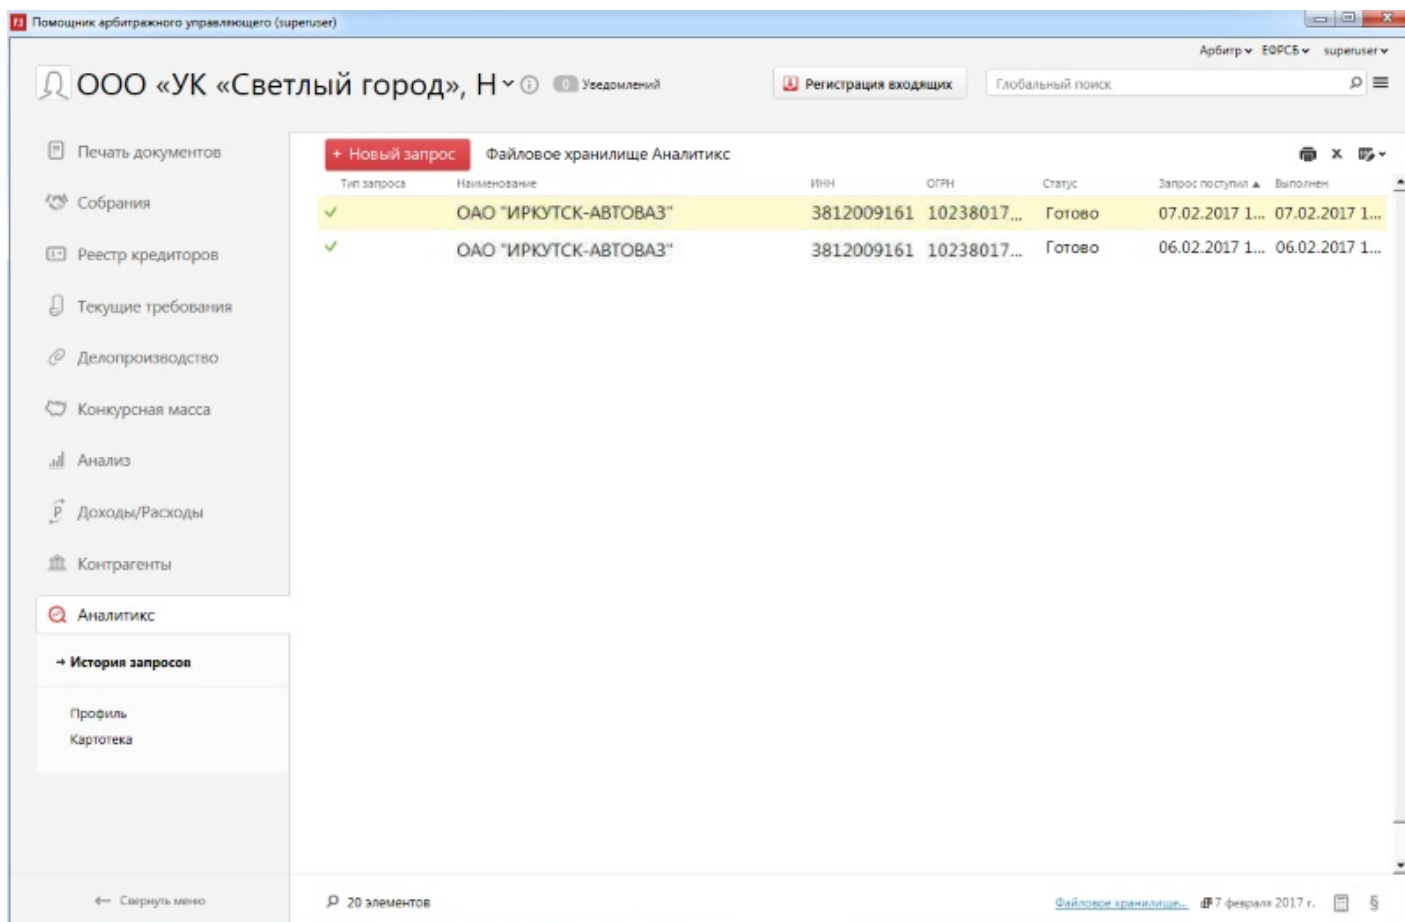 Помощник арбитражного управляющего (superuser)
Арбитр ЕФРСБ superuser
ООО «УК «Светлый город», Н 0 Уведомлений Регистрация входящих Глобальный поиск
Печать документов
Собрания
Реестр кредиторов
Текущие требования
Делопроизводство
Конкурсная масса
Анализ
Доходы/Расходы
Контрагенты
Аналитикс
→ История запросов
Профиль
Картотека
← Свернуть меню
+ Новый запрос Файловое хранилище Аналитикс
Тип запроса Наименование ИНН ОГРН Статус Запрос поступил ▲ Выполнен
ОАО "ИРКУТСК-АВТОВАЗ" 3812009161 10238017... Готово 07.02.2017 1... 07.02.2017 1...
ОАО "ИРКУТСК-АВТОВАЗ" 3812009161 10238017... Готово 06.02.2017 1... 06.02.2017 1...
20 элементов Файловое хранилище... 7 февраля 2017 г. §